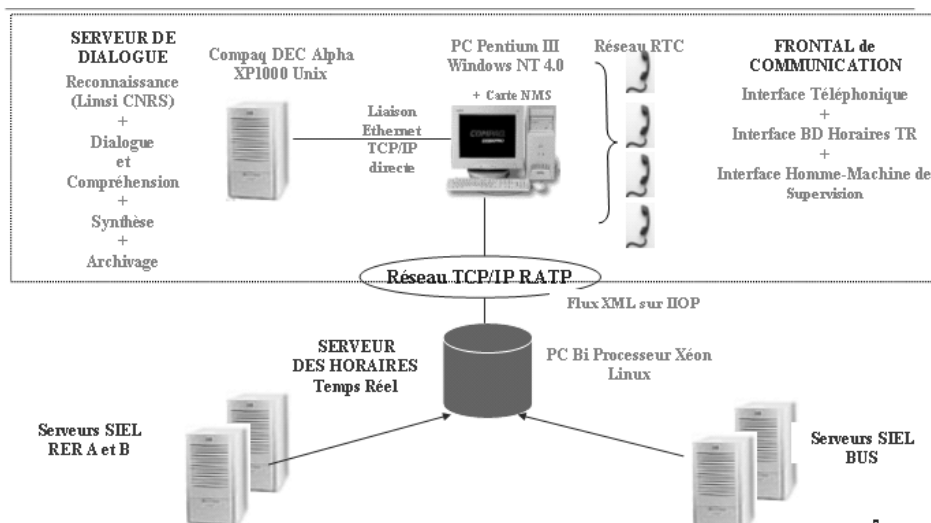 SERVEUR DE
DIALOGUE
Reconnaissance
(Limsi CNRS)
+
Dialogue
et
Compréhension
+
Synthèse
+
Archivage
Compaq DEC Alpha
XP1000 Unix
Liaison
Ethernet
TCP/IP
directe
PC Pentium III
Windows NT 4.0
+ Carte NMS
COMPAQ
Réseau RTC
FRONTAL de
COMMUNICATION
Interface Téléphonique
+
Interface BD Horaires TR
+
Interface Homme-Machine de
Supervision
Réseau TCP/IP RATP
Flux XML sur IIOP
SERVEUR
DES HORAIRES
Temps Réel
PC Bi Processeur Xéon
Linux
Serveurs SIEL
RER A et B
Serveurs SIEL
BUS